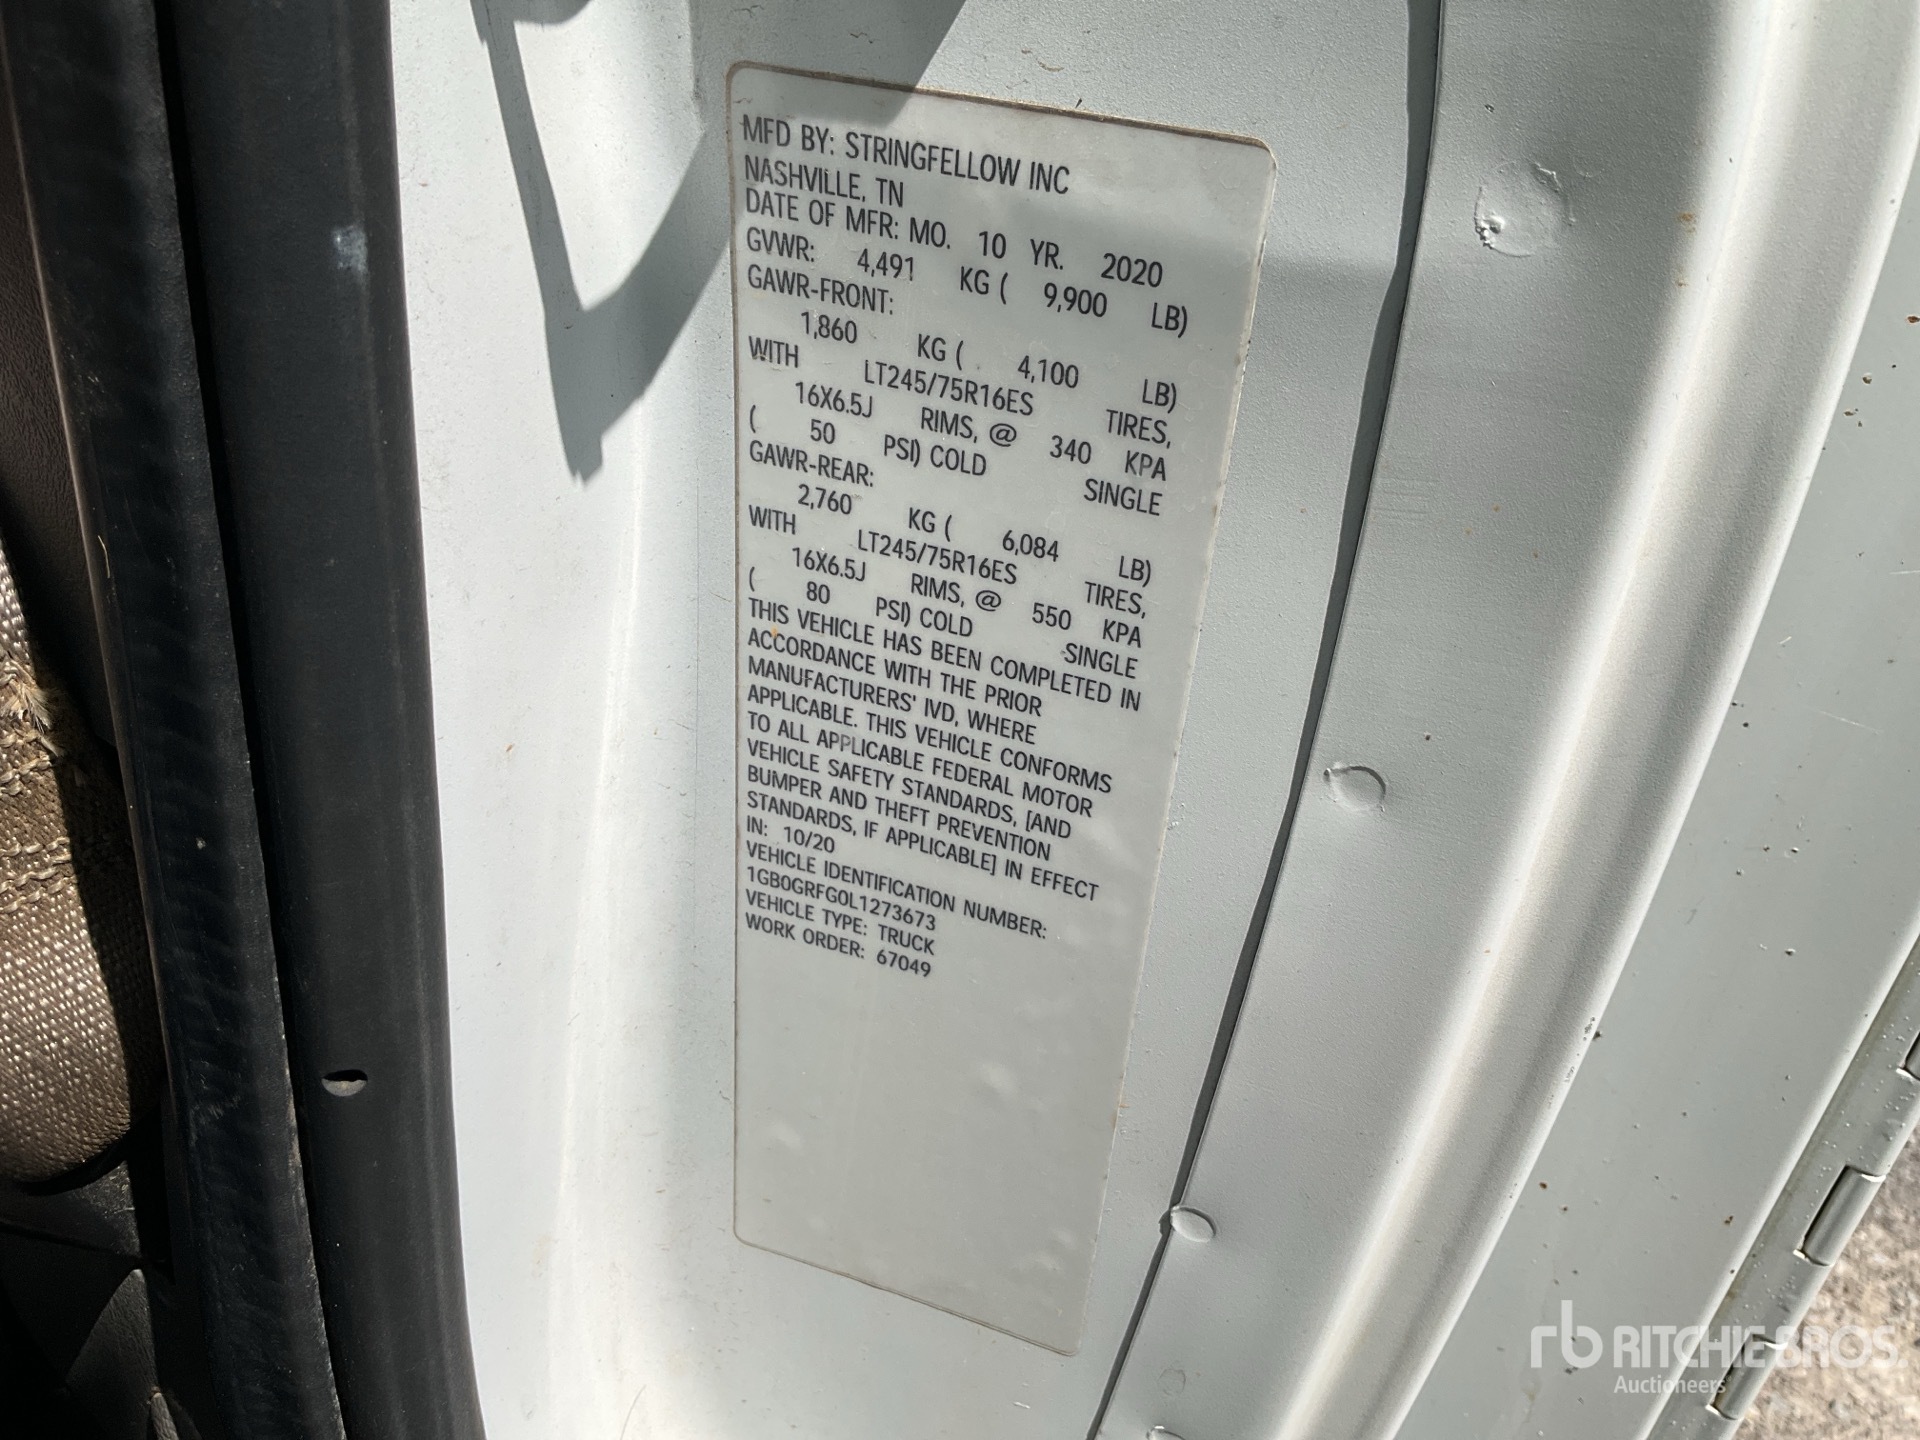 MFD BY: STRINGFELLOW INC
NASHVILLE, TN
DATE OF MFR: MO. 10 YR. 2020
GVWR: 4,491 KG ( 9,900 LB)
GAWR-FRONT:
1,860 KG ( 4,100 LB)
WITH LT245/75R16ES TIRES,
16X6.5J RIMS, @ 340 KPA
( 50 PSI) COLD SINGLE
GAWR-REAR:
2,760 KG ( 6,084 LB)
WITH LT245/75R16ES TIRES,
16X6.5J RIMS, @ 550 KPA
( 80 PSI) COLD SINGLE
THIS VEHICLE HAS BEEN COMPLETED IN
ACCORDANCE WITH THE PRIOR
MANUFACTURERS' IVD, WHERE
APPLICABLE. THIS VEHICLE CONFORMS
TO ALL APPLICABLE FEDERAL MOTOR
VEHICLE SAFETY STANDARDS, [AND
BUMPER AND THEFT PREVENTION
STANDARDS, IF APPLICABLE] IN EFFECT
IN: 10/20
VEHICLE IDENTIFICATION NUMBER:
1GB0GRFG0L1273673
VEHICLE TYPE: TRUCK
WORK ORDER: 67049
rb RITCHIE BROS.
Auctioneers